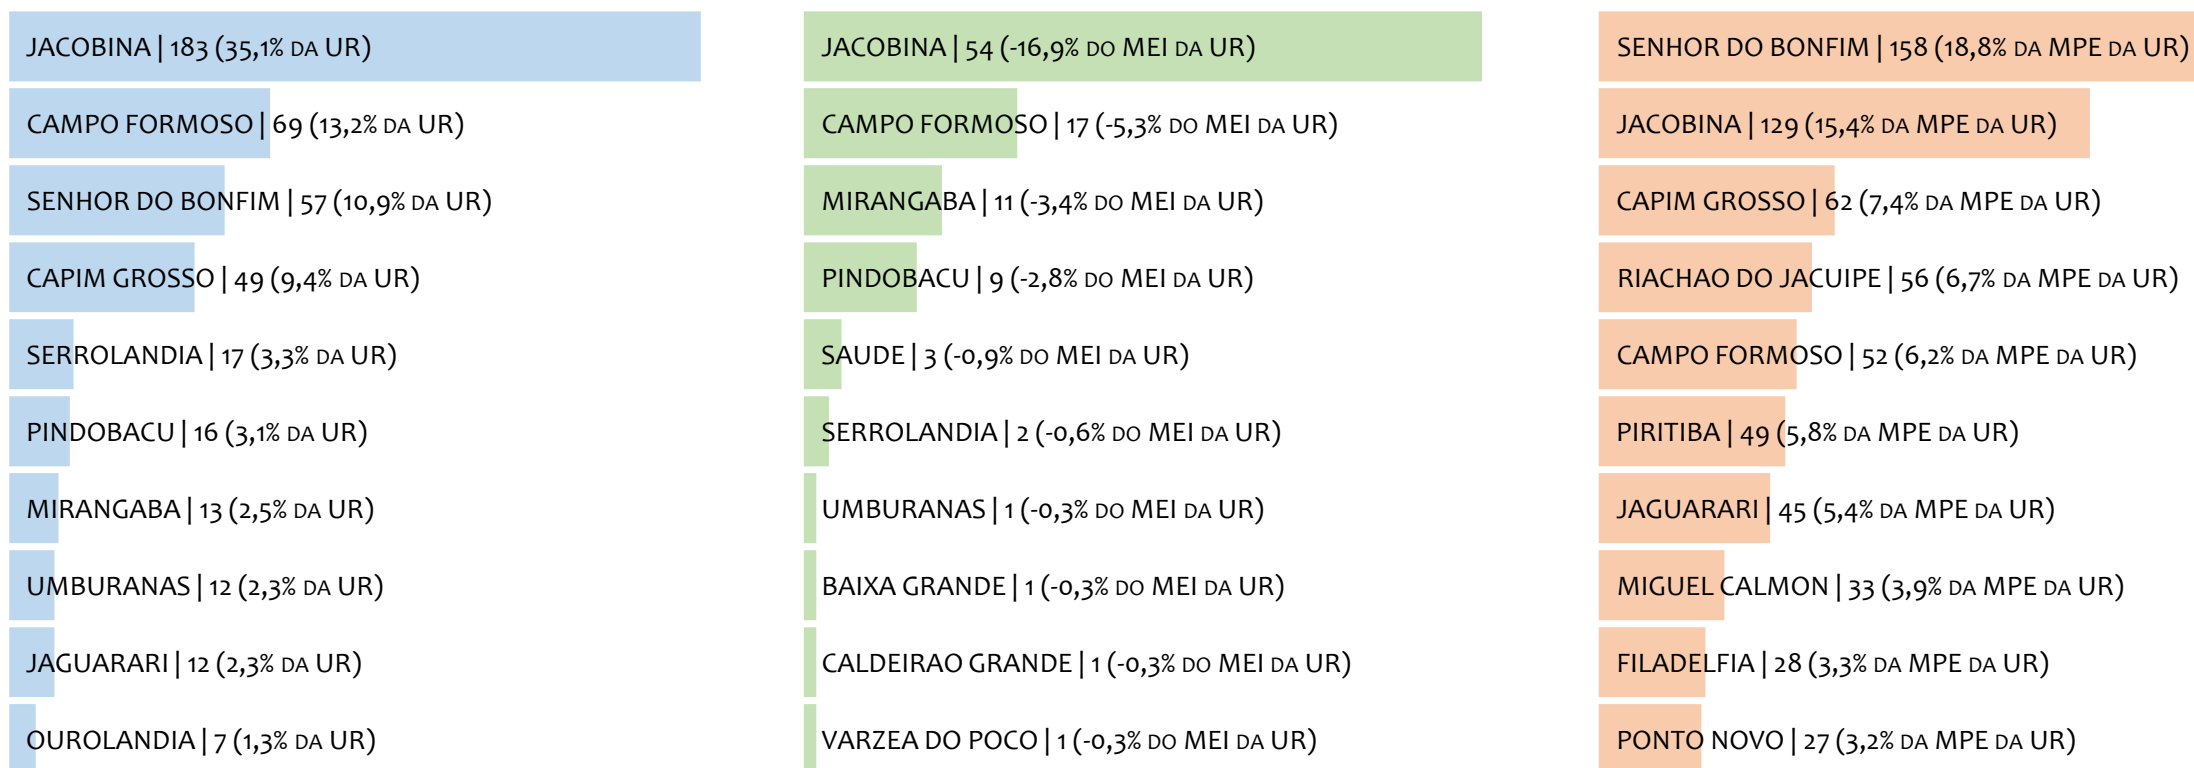 JACOBINA | 183 (35,1% DA UR)
CAMPO FORMOSO | 69 (13,2% DA UR)
SENHOR DO BONFIM | 57 (10,9% DA UR)
CAPIM GROSSO | 49 (9,4% DA UR)
SERROLANDIA | 17 (3,3% DA UR)
PINDOBACU | 16 (3,1% DA UR)
MIRANGABA | 13 (2,5% DA UR)
UMBURANAS | 12 (2,3% DA UR)
JAGUARARI | 12 (2,3% DA UR)
OUROLANDIA | 7 (1,3% DA UR)
JACOBINA | 54 (-16,9% DO MEI DA UR)
CAMPO FORMOSO | 17 (-5,3% DO MEI DA UR)
MIRANGABA | 11 (-3,4% DO MEI DA UR)
PINDOBACU | 9 (-2,8% DO MEI DA UR)
SAUDE | 3 (-0,9% DO MEI DA UR)
SERROLANDIA | 2 (-0,6% DO MEI DA UR)
UMBURANAS | 1 (-0,3% DO MEI DA UR)
BAIXA GRANDE | 1 (-0,3% DO MEI DA UR)
CALDEIRAO GRANDE | 1 (-0,3% DO MEI DA UR)
VARZEA DO POCO | 1 (-0,3% DO MEI DA UR)
SENHOR DO BONFIM | 158 (18,8% DA MPE DA UR)
JACOBINA | 129 (15,4% DA MPE DA UR)
CAPIM GROSSO | 62 (7,4% DA MPE DA UR)
RIACHAO DO JACUIPE | 56 (6,7% DA MPE DA UR)
CAMPO FORMOSO | 52 (6,2% DA MPE DA UR)
PIRITIBA | 49 (5,8% DA MPE DA UR)
JAGUARARI | 45 (5,4% DA MPE DA UR)
MIGUEL CALMON | 33 (3,9% DA MPE DA UR)
FILADELFIA | 28 (3,3% DA MPE DA UR)
PONTO NOVO | 27 (3,2% DA MPE DA UR)